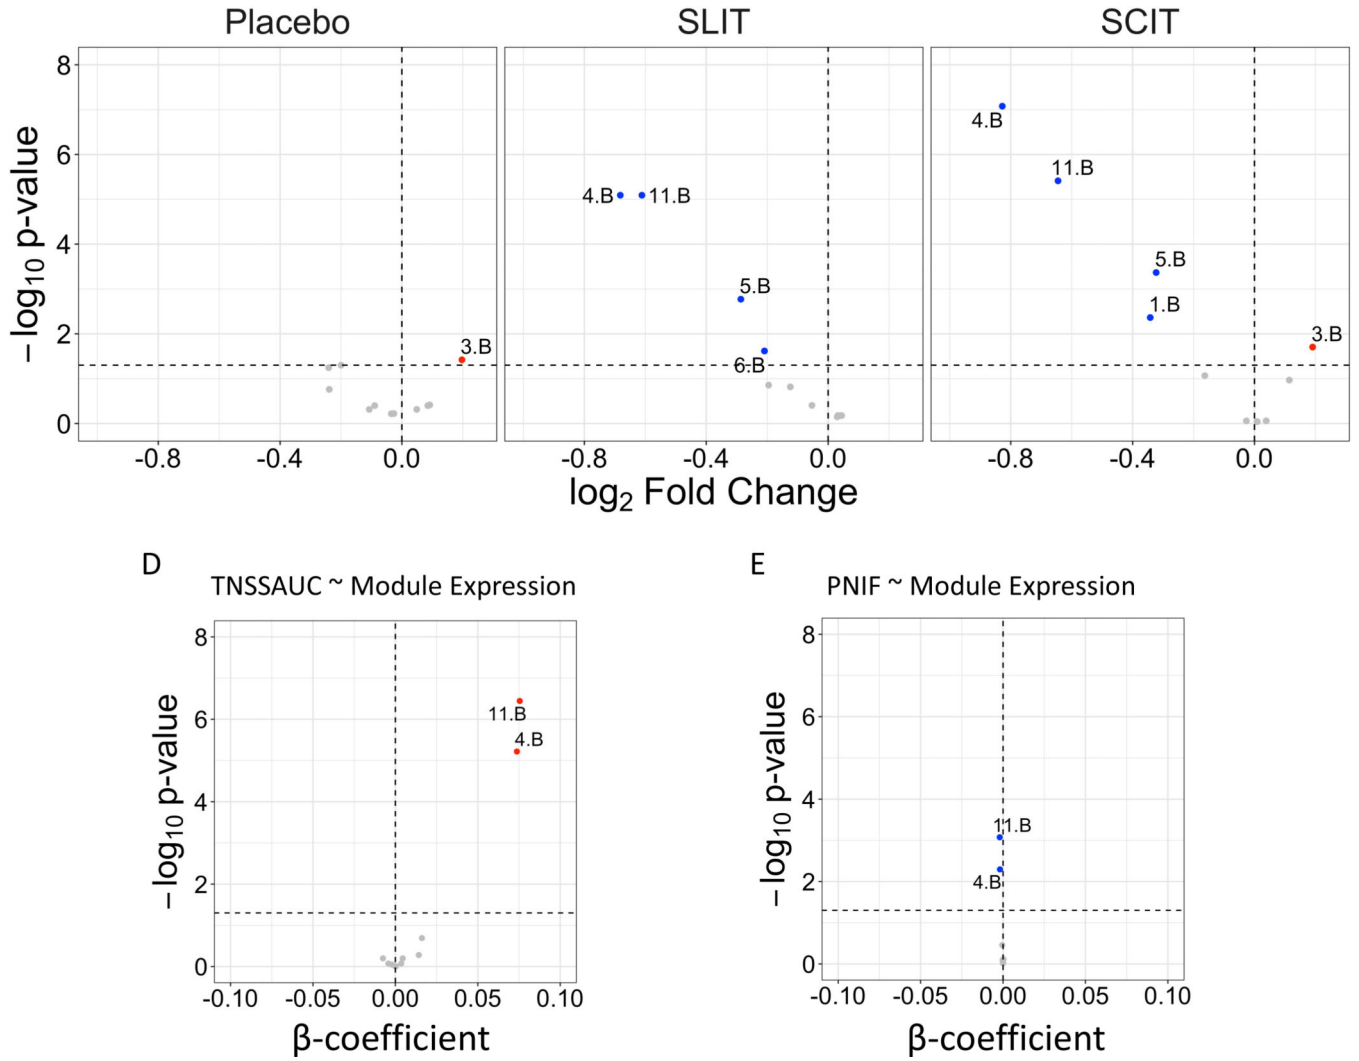 Placebo
SLIT
SCIT
8
6
4
2
0
− log10 p-value
3.B
4.B
11.B
5.B
6.B
4.B
11.B
5.B
1.B
3.B
-0.8 -0.4 0.0
-0.8 -0.4 0.0
-0.8 -0.4 0.0
log2 Fold Change
D
TNSSAUC ~ Module Expression
8
6
4
2
0
− log10 p-value
11.B
4.B
-0.10 -0.05 0.00 0.05 0.10
β-coefficient
E
PNIF ~ Module Expression
8
6
4
2
0
− log10 p-value
11.B
4.B
-0.10 -0.05 0.00 0.05 0.10
β-coefficient